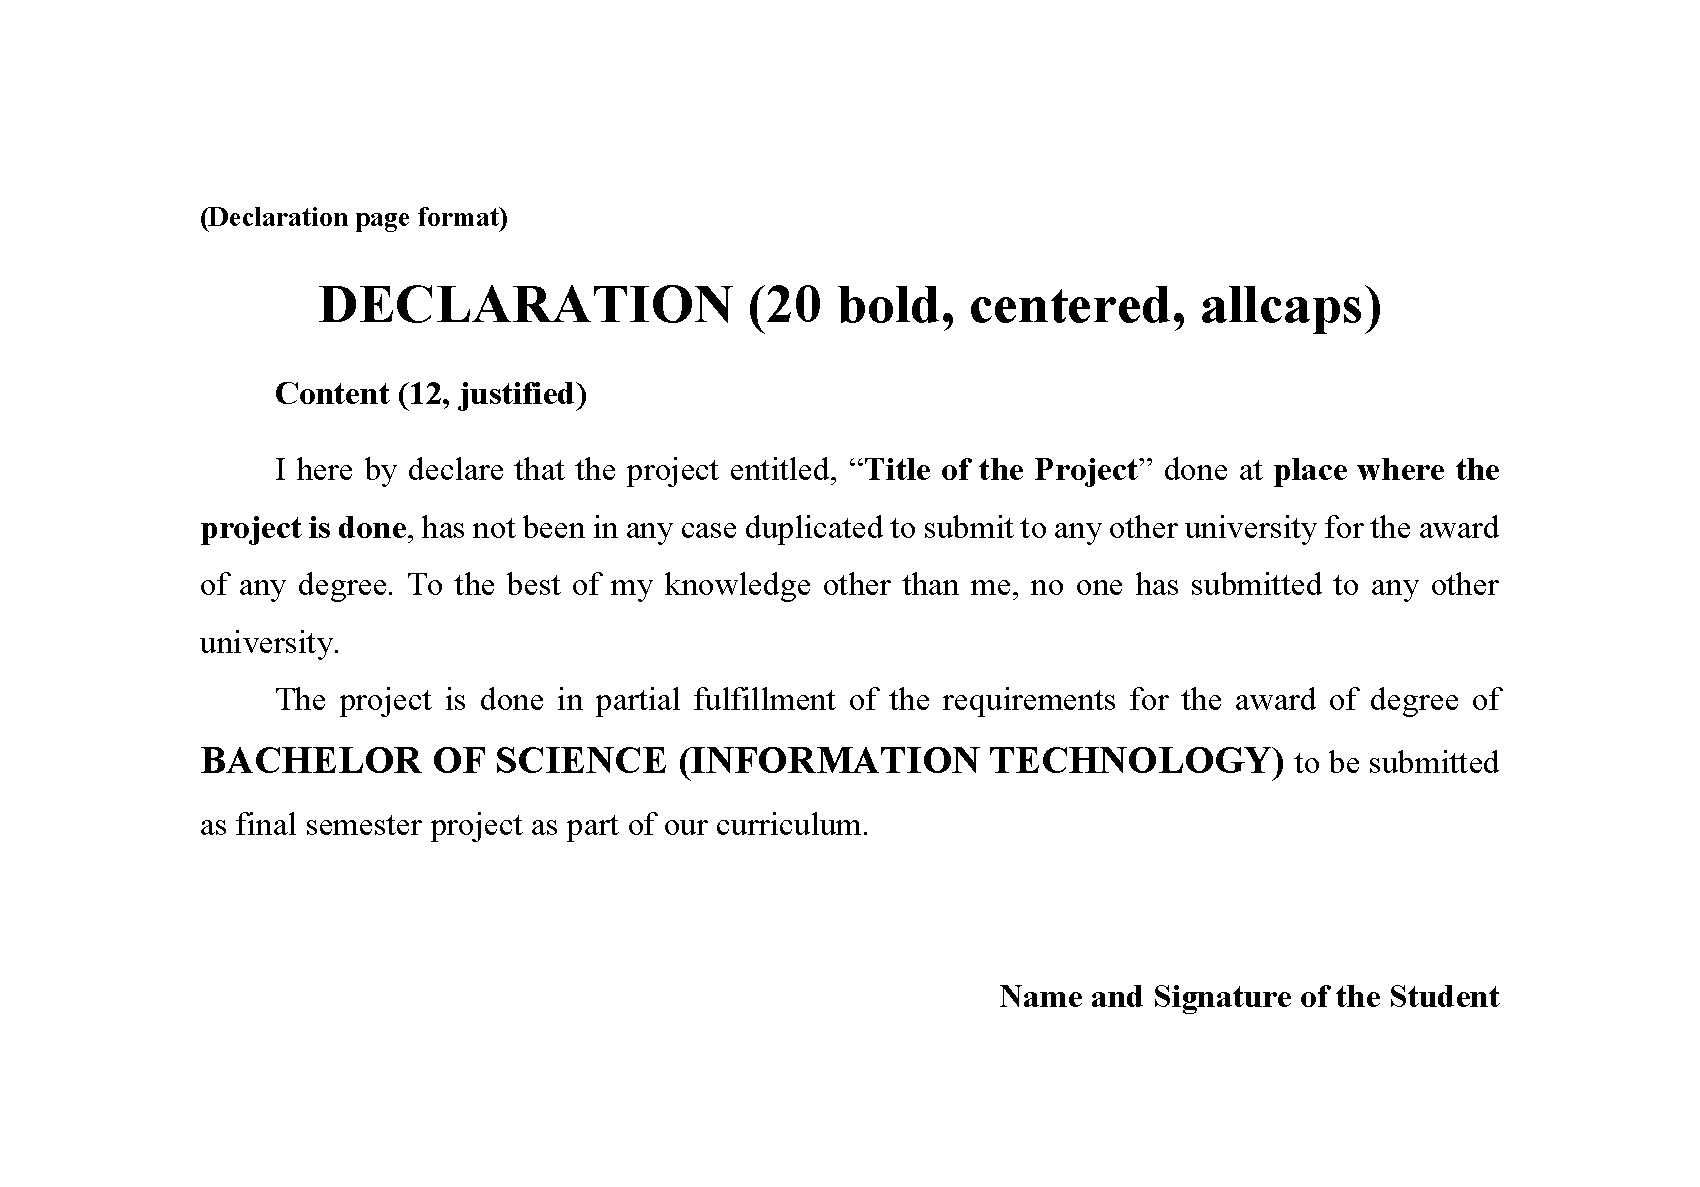 (Declaration page format)
DECLARATION (20 bold, centered, allcaps)
Content (12, justified)
I here by declare that the project entitled, “Title of the Project” done at place where the
project is done, has not been in any case duplicated to submit to any other university for the award
of any degree. To the best of my knowledge other than me, no one has submitted to any other
university.
The project is done in partial fulfillment of the requirements for the award of degree of
BACHELOR OF SCIENCE (INFORMATION TECHNOLOGY) to be submitted
as final semester project as part of our curriculum.
Name and Signature of the Student